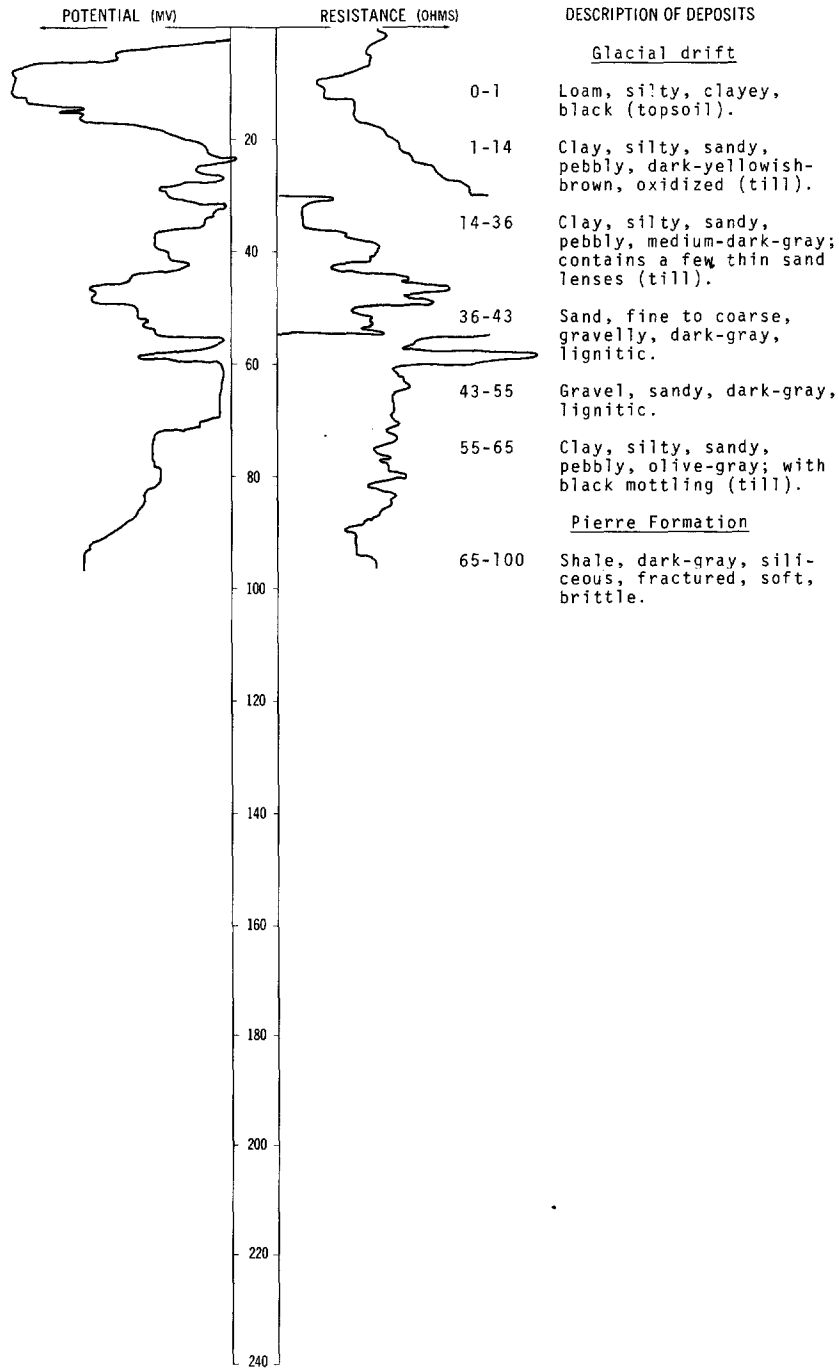 POTENTIAL (MV)
RESISTANCE (OHMS)
DESCRIPTION OF DEPOSITS
Glacial drift
0-1 Loam, silty, clayey,
black (topsoil).
1-14 Clay, silty, sandy,
pebbly, dark-yellowish-
brown, oxidized (till).
14-36 Clay, silty, sandy,
pebbly, medium-dark-gray;
contains a few thin sand
lenses (till).
36-43 Sand, fine to coarse,
gravelly, dark-gray,
lignitic.
43-55 Gravel, sandy, dark-gray,
lignitic.
55-65 Clay, silty, sandy,
pebbly, olive-gray; with
black mottling (till).
Pierre Formation
65-100 Shale, dark-gray, sili-
ceous, fractured, soft,
brittle.
20
40
60
80
100
120
140
160
180
200
220
240